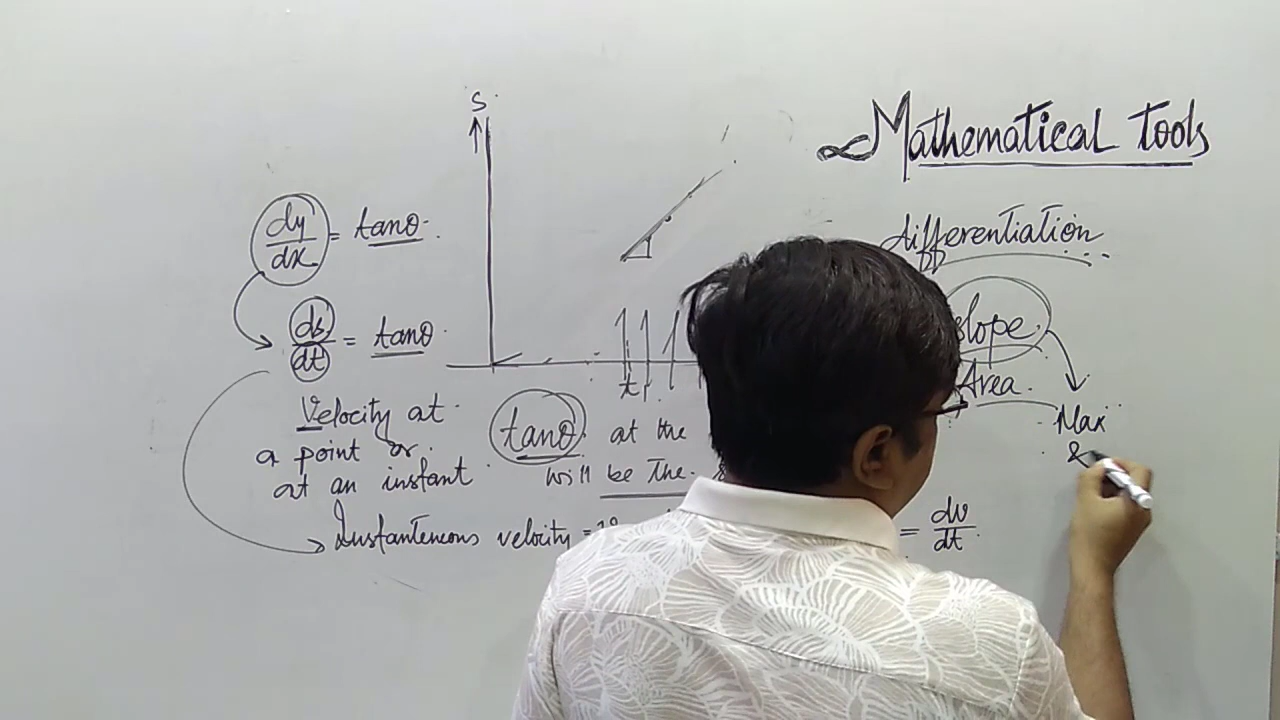 Mathematical Tools
differentiation
slope
Area
Max
&
S
dy/dx = tanθ
ds/dt = tanθ
Velocity at
a point or
at an instant
t
tanθ at the
will be the
Instanteneous velocity =
= dv/dt